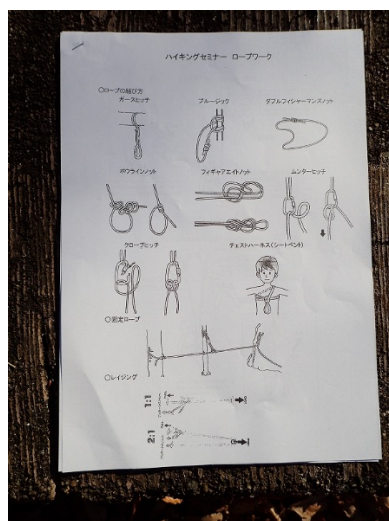 ハイキングセミナー ロープワーク
○ロープの結び方
ガースヒッチ
プルージック
ダブルフィッシャーマンズノット
ボウラインノット
フィギャアエイトノット
ムンターヒッチ
クローブヒッチ
チェストハーネス(シートベンド)
○固定ロープ
○レイジング
1:1
2:1